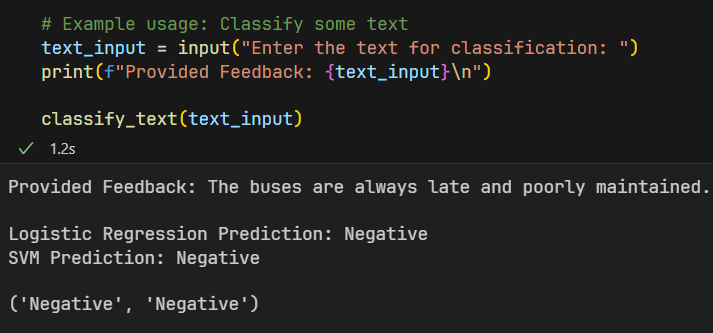 # Example usage: Classify some text
text_input = input("Enter the text for classification: ")
print(f"Provided Feedback: {text_input}\n")
classify_text(text_input)
1.2s
Provided Feedback: The buses are always late and poorly maintained.
Logistic Regression Prediction: Negative
SVM Prediction: Negative
('Negative', 'Negative')